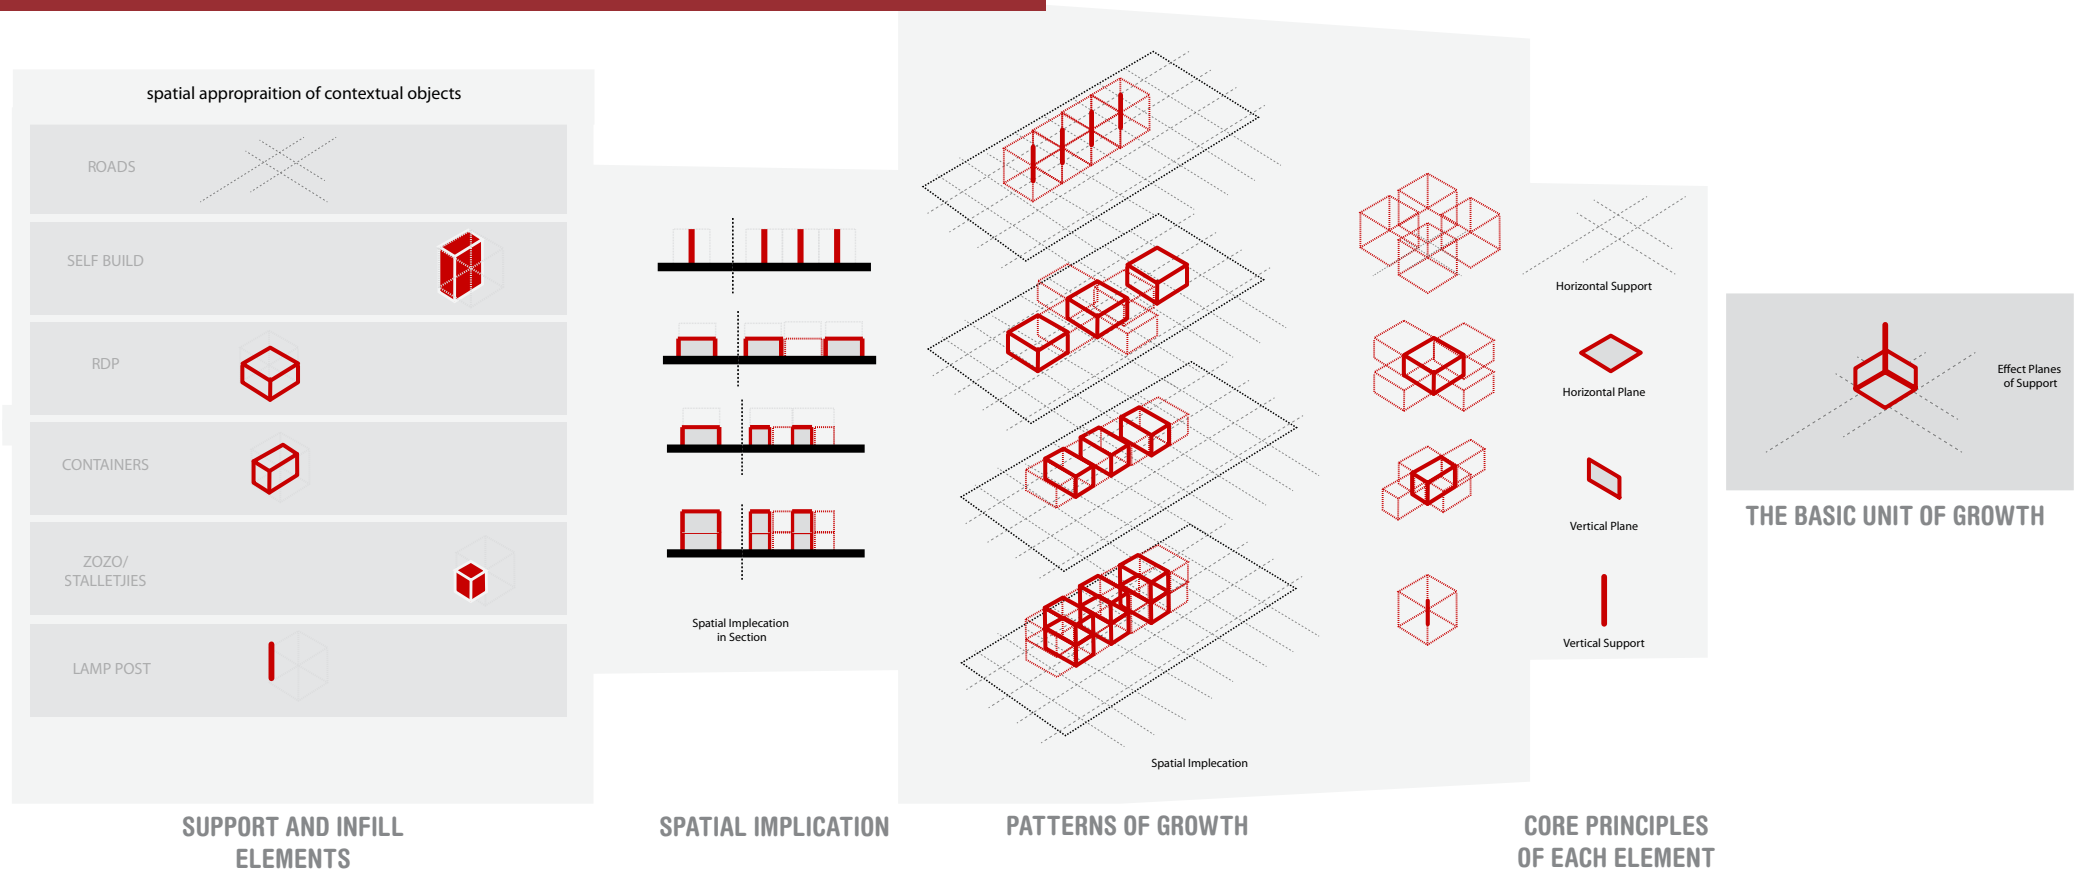 spatial appropraition of contextual objects
ROADS
SELF BUILD
RDP
CONTAINERS
ZOZO/
STALLETJIES
LAMP POST
SUPPORT AND INFILL
ELEMENTS
Spatial Implecation
in Section
SPATIAL IMPLICATION
Spatial Implecation
PATTERNS OF GROWTH
Horizontal Support
Horizontal Plane
Vertical Plane
Vertical Support
CORE PRINCIPLES
OF EACH ELEMENT
Effect Planes
of Support
THE BASIC UNIT OF GROWTH